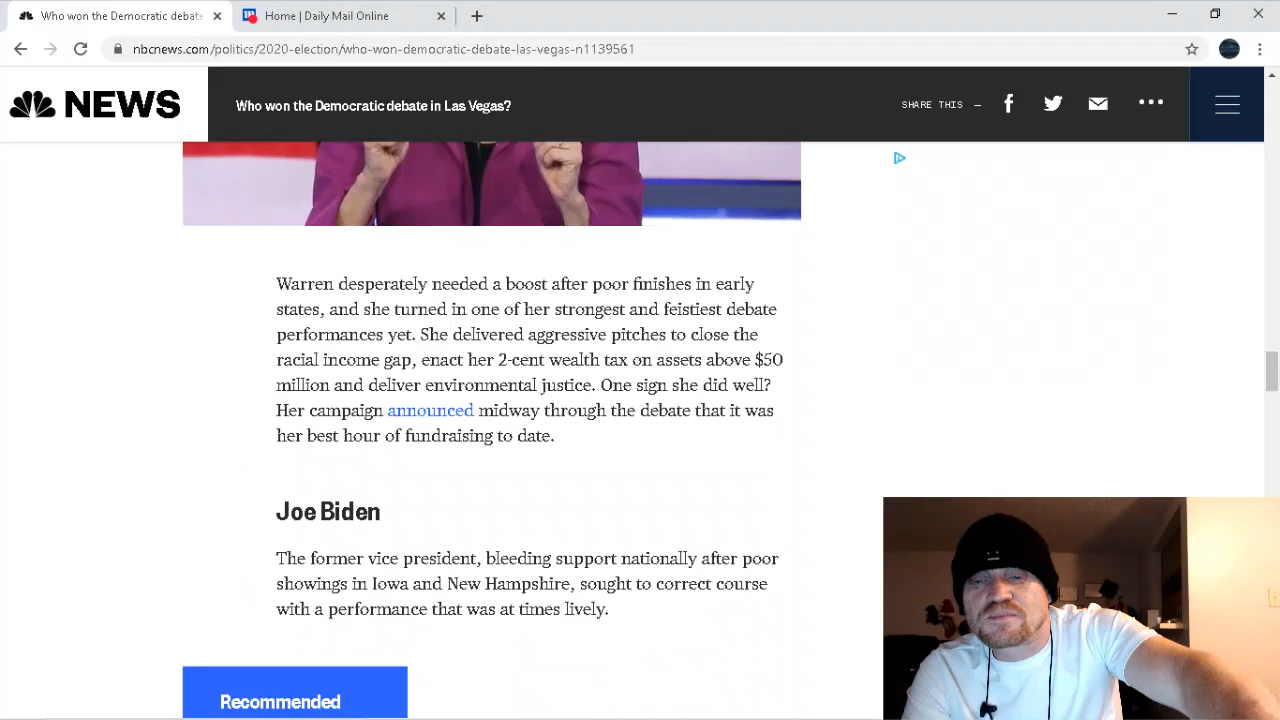 Who won the Democratic debate
Home | Daily Mail Online
nbcnews.com/politics/2020-election/who-won-democratic-debate-las-vegas-n1139561
NEWS
Who won the Democratic debate in Las Vegas?
SHARE THIS —
Warren desperately needed a boost after poor finishes in early
states, and she turned in one of her strongest and feistiest debate
performances yet. She delivered aggressive pitches to close the
racial income gap, enact her 2-cent wealth tax on assets above $50
million and deliver environmental justice. One sign she did well?
Her campaign announced midway through the debate that it was
her best hour of fundraising to date.
Joe Biden
The former vice president, bleeding support nationally after poor
showings in Iowa and New Hampshire, sought to correct course
with a performance that was at times lively.
Recommended